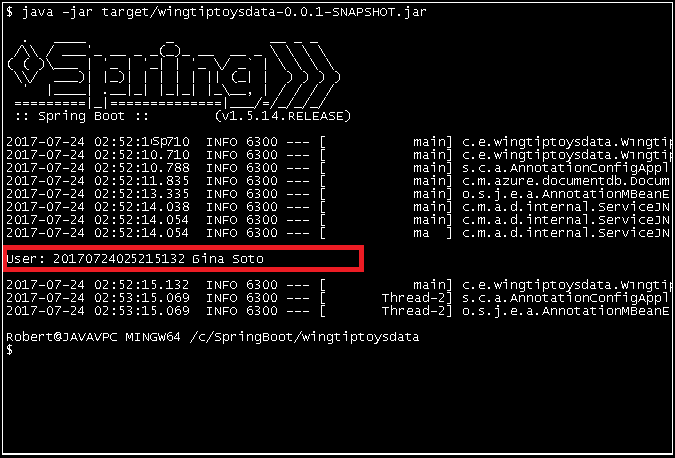 $ java -jar target/wingtiptoysdata-0.0.1-SNAPSHOT.jar
Spring
:: Spring Boot ::        (v1.5.14.RELEASE)
2017-07-24 02:52:1 Sp710  INFO 6300 --- [           main] c.e.wingtiptoysdata.Wingtip
2017-07-24 02:52:10.710  INFO 6300 --- [           main] c.e.wingtiptoysdata.Wingtip
2017-07-24 02:52:10.788  INFO 6300 --- [           main] s.c.a.AnnotationConfigAppl
2017-07-24 02:52:11.835  INFO 6300 --- [           main] c.m.azure.documentdb.Docum
2017-07-24 02:52:13.335  INFO 6300 --- [           main] o.s.j.e.a.AnnotationMBeanE
2017-07-24 02:52:14.038  INFO 6300 --- [           main] c.m.a.d.internal.ServiceJN
2017-07-24 02:52:14.054  INFO 6300 --- [           main] c.m.a.d.internal.ServiceJN
2017-07-24 02:52:14.054  INFO 6300 --- [           ma  ] c.m.a.d.internal.ServiceJN
User: 20170724025215132 Gina Soto
2017-07-24 02:52:15.132  INFO 6300 --- [           main] c.e.wingtiptoysdata.Wingtip
2017-07-24 02:53:15.069  INFO 6300 --- [       Thread-2] s.c.a.AnnotationConfigAppl
2017-07-24 02:53:15.069  INFO 6300 --- [       Thread-2] o.s.j.e.a.AnnotationMBeanE
Robert@JAVAVPC MINGW64 /c/SpringBoot/wingtiptoysdata
$